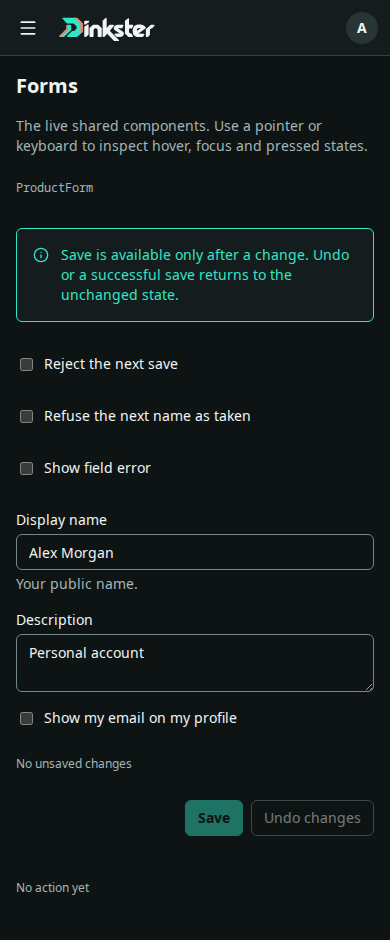 Dinkster
A
Forms
The live shared components. Use a pointer or
keyboard to inspect hover, focus and pressed states.
ProductForm
Save is available only after a change. Undo
or a successful save returns to the
unchanged state.
Reject the next save
Refuse the next name as taken
Show field error
Display name
Alex Morgan
Your public name.
Description
Personal account
Show my email on my profile
No unsaved changes
Save
Undo changes
No action yet